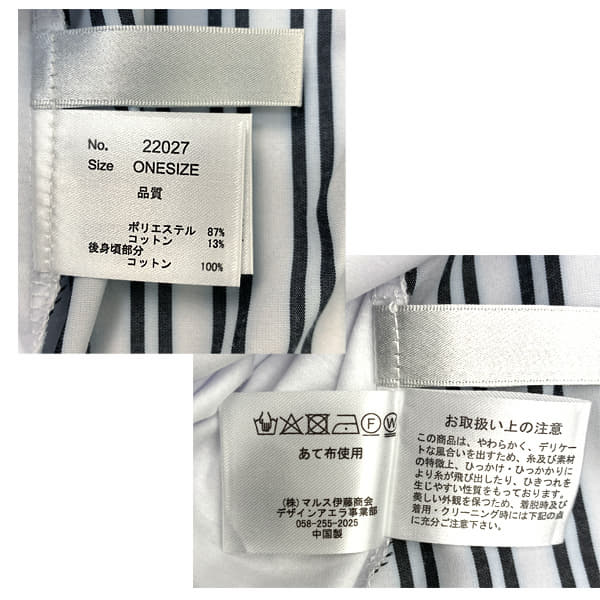 No. 22027
Size ONESIZE
品質
ポリエステル 87%
コットン 13%
後身頃部分
コットン 100%
F W
あて布使用
(株)マルス伊藤商会
デザインアエラ事業部
058-255-2025
中国製
お取扱い上の注意
この商品は、やわらかく、デリケー
トな風合いを出すため、糸及び素材
の特徴上、ひっかけ・ひっかかりに
より糸が飛び出したり、ひきつれを
生じやすい性質をもっております。
美しい外観を保つため、着脱時及び
着用・クリーニング時には下記の点
に充分ご注意下さい。